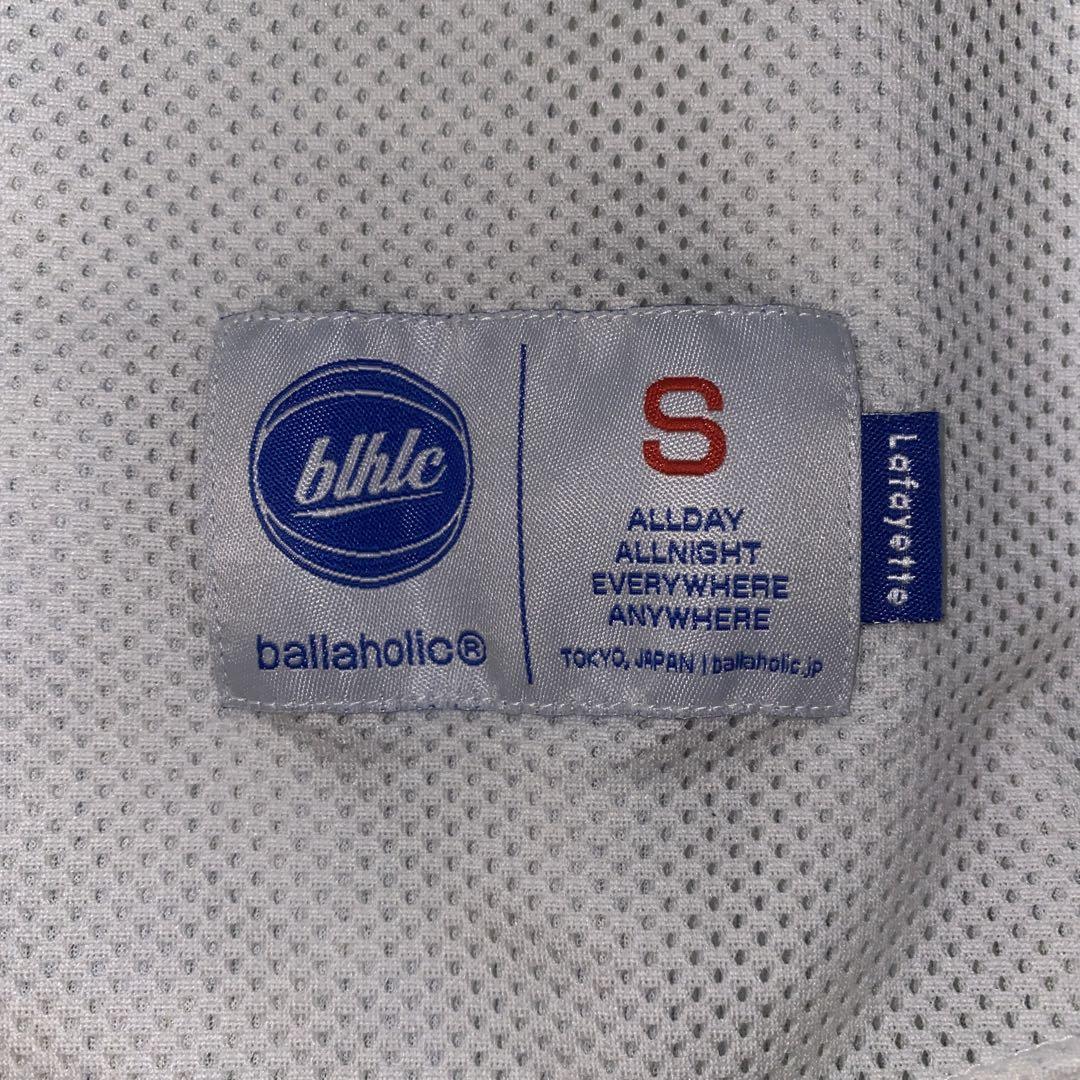 blhlc
ballaholic®
S
ALLDAY
ALLNIGHT
EVERYWHERE
ANYWHERE
TOKYO, JAPAN | ballaholic.jp
Lafayette